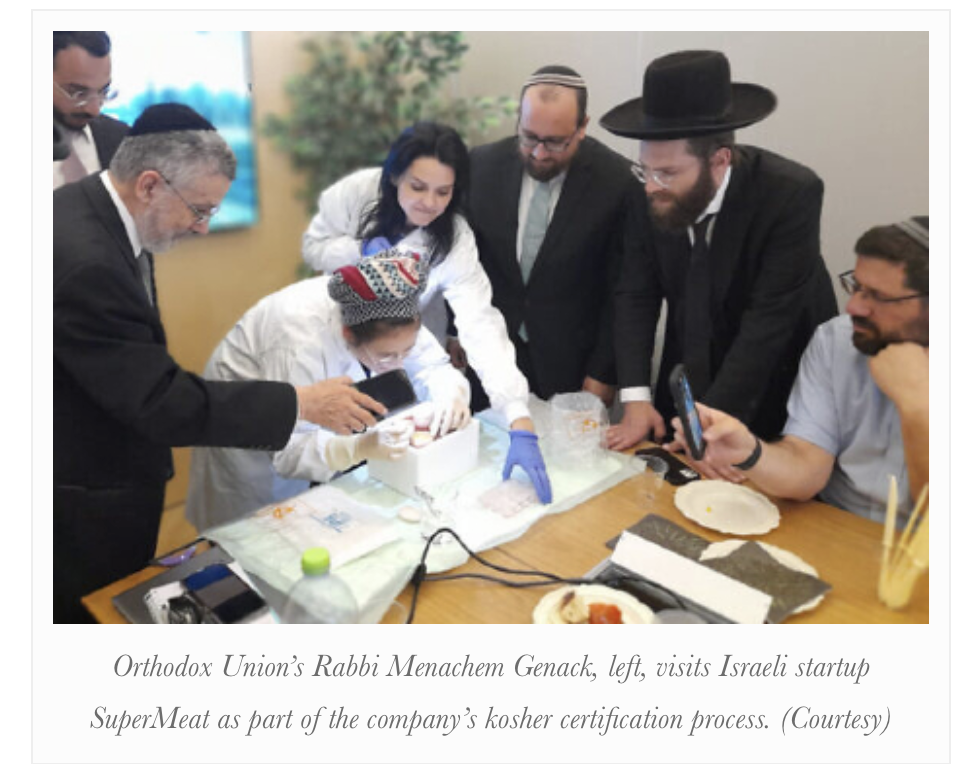 Orthodox Union’s Rabbi Menachem Genack, left, visits Israeli startup
SuperMeat as part of the company’s kosher certification process. (Courtesy)